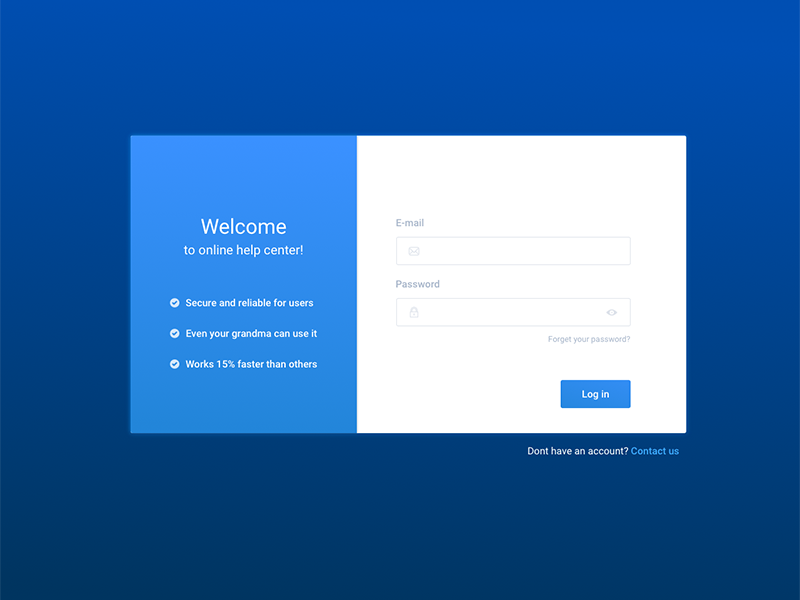 Welcome
to online help center!
Secure and reliable for users
Even your grandma can use it
Works 15% faster than others
E-mail
Password
Forget your password?
Log in
Dont have an account? Contact us